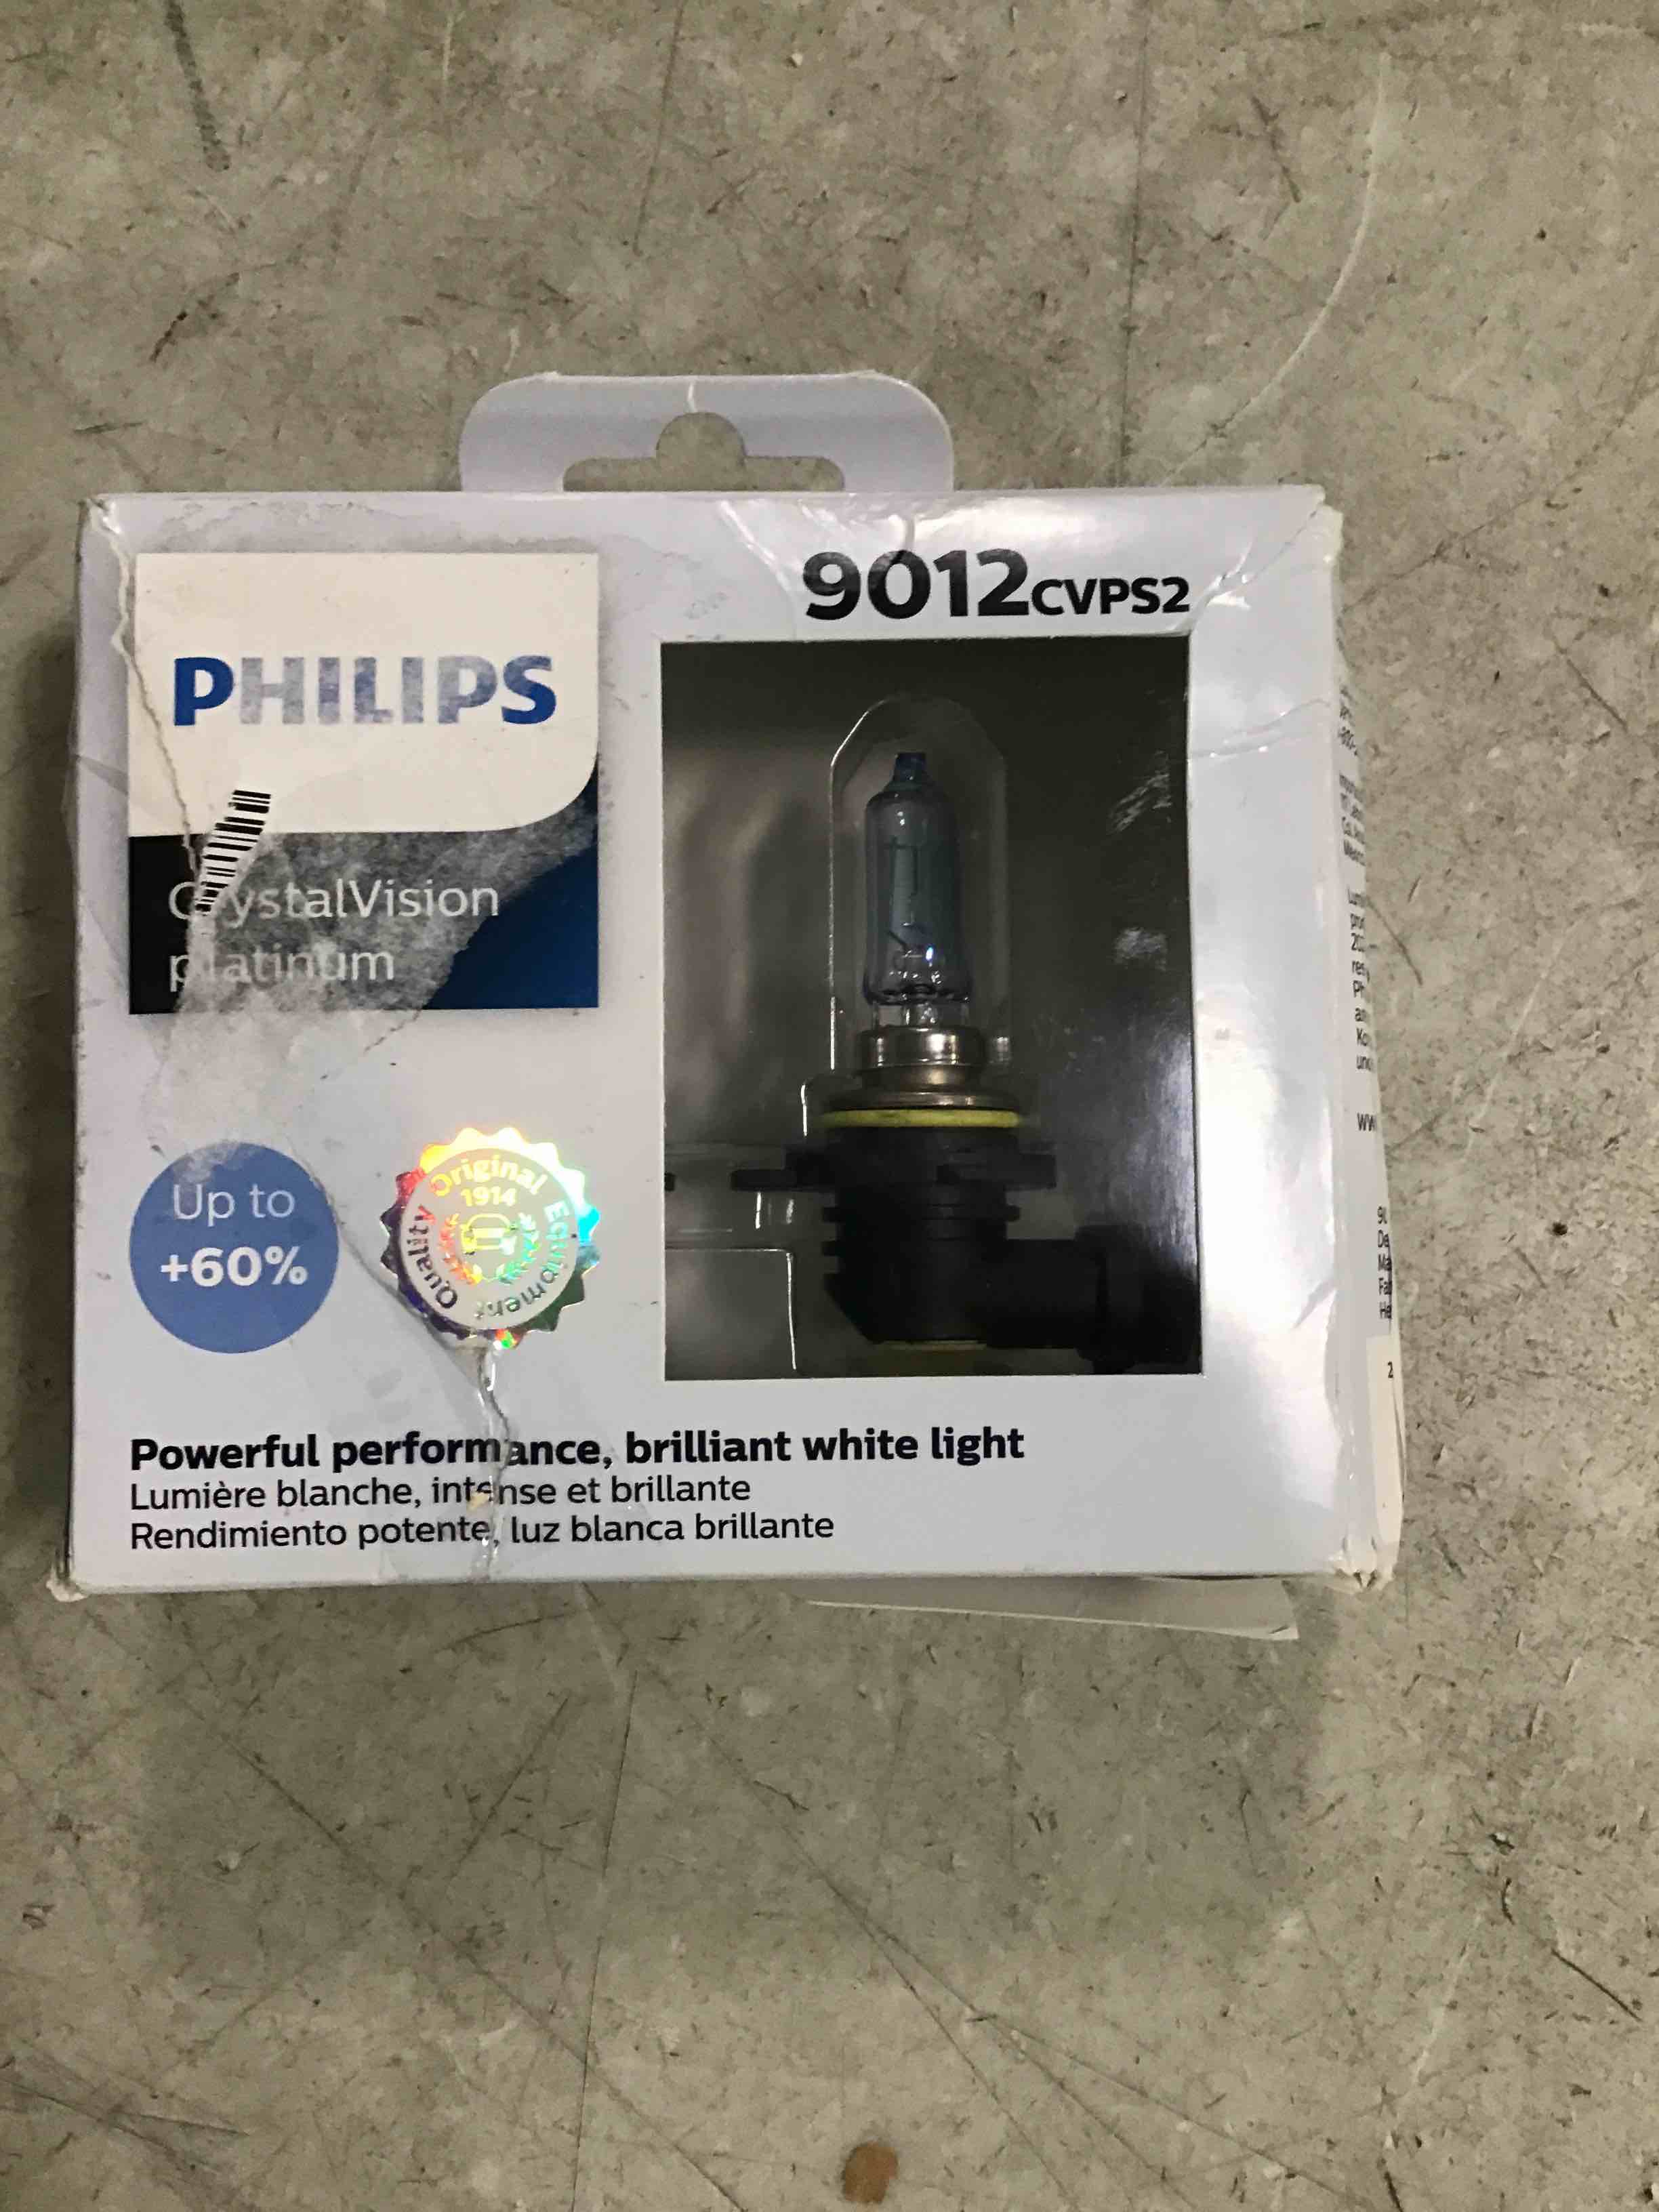 9012CVPS2
PHILIPS
CrystalVision
platinum
Up to
+60%
Original
1914
Equipment
Quality
Powerful performance, brilliant white light
Lumière blanche, intense et brillante
Rendimiento potente, luz blanca brillante